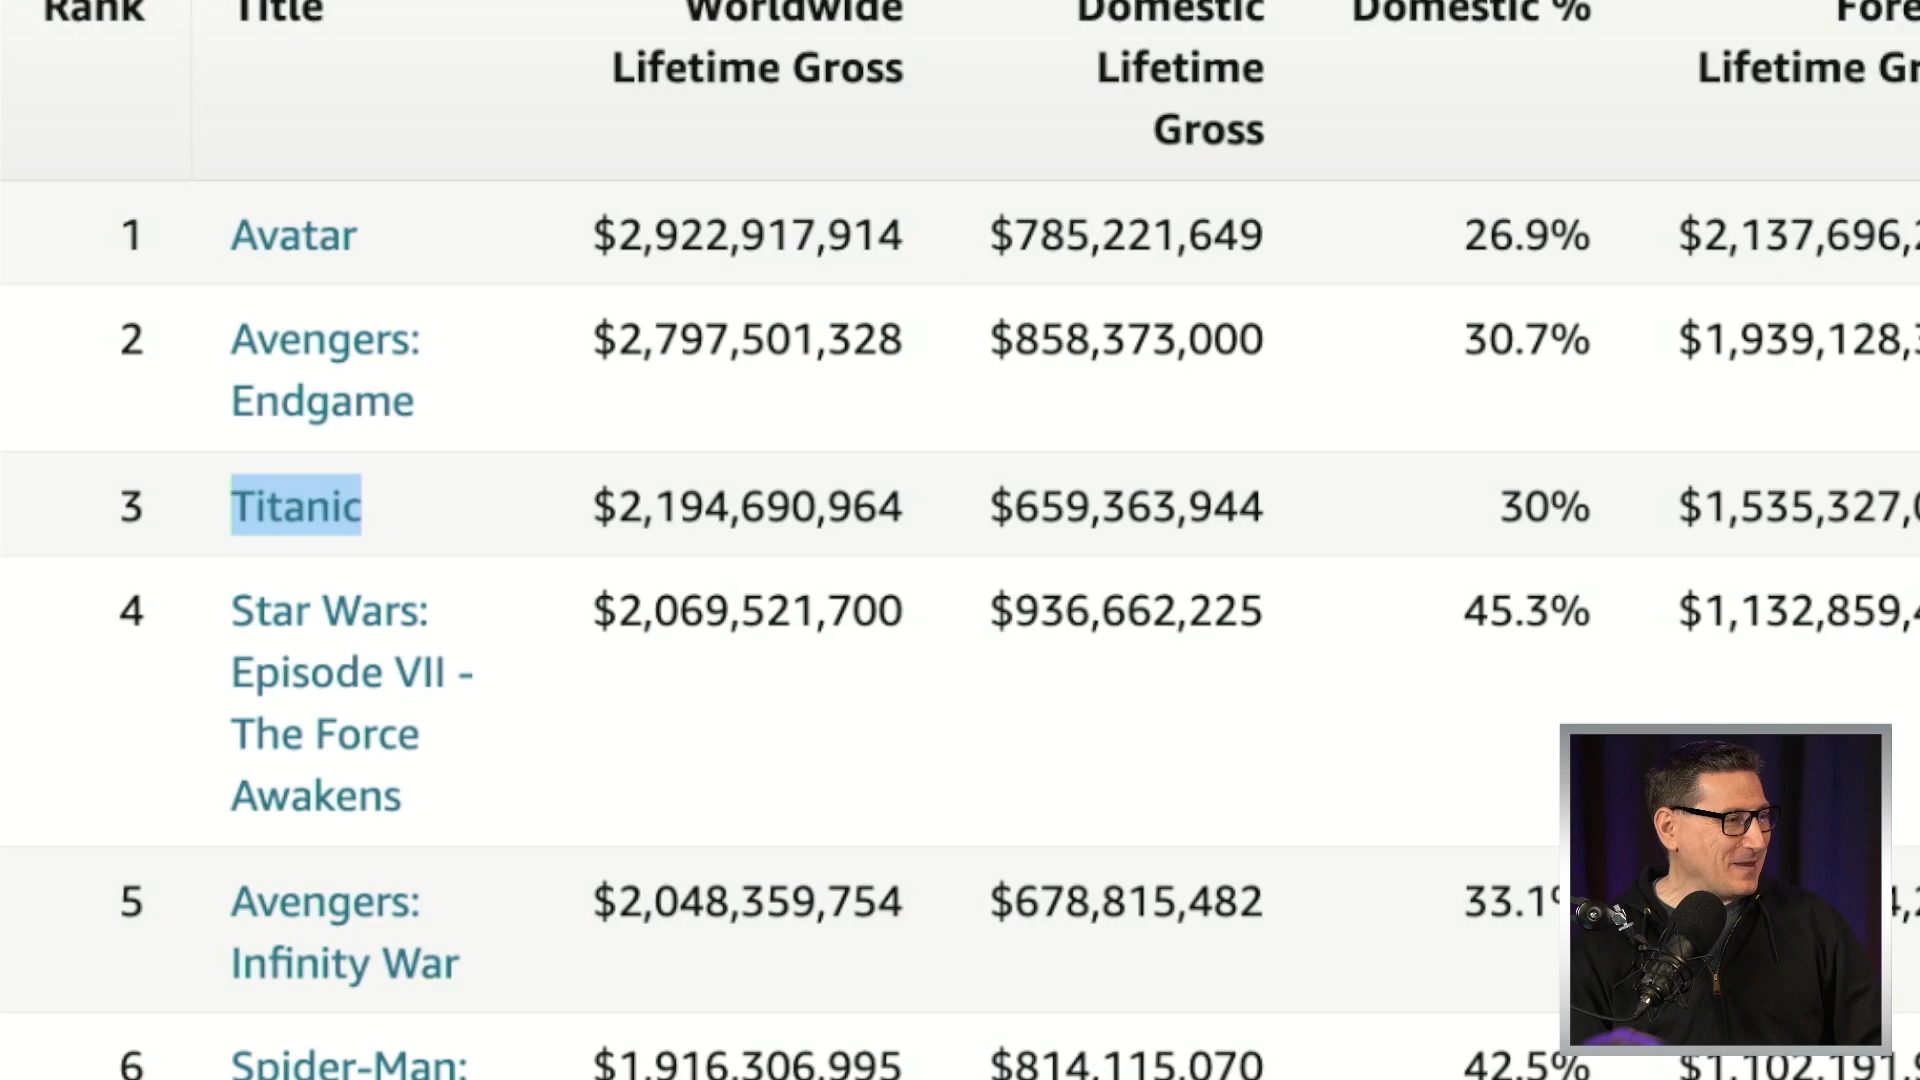 Rank Title Worldwide Domestic Domestic %
Lifetime Gross Lifetime Lifetime
Gross
1 Avatar $2,922,917,914 $785,221,649 26.9% $2,137,696,
2 Avengers: $2,797,501,328 $858,373,000 30.7% $1,939,128,
Endgame
3 Titanic $2,194,690,964 $659,363,944 30% $1,535,327,
4 Star Wars: $2,069,521,700 $936,662,225 45.3% $1,132,859,
Episode VII -
The Force
Awakens
5 Avengers: $2,048,359,754 $678,815,482 33.1
Infinity War
6 Spider-Man: $1,916,306,995 $814,115,070 42.5% $1,102,191,